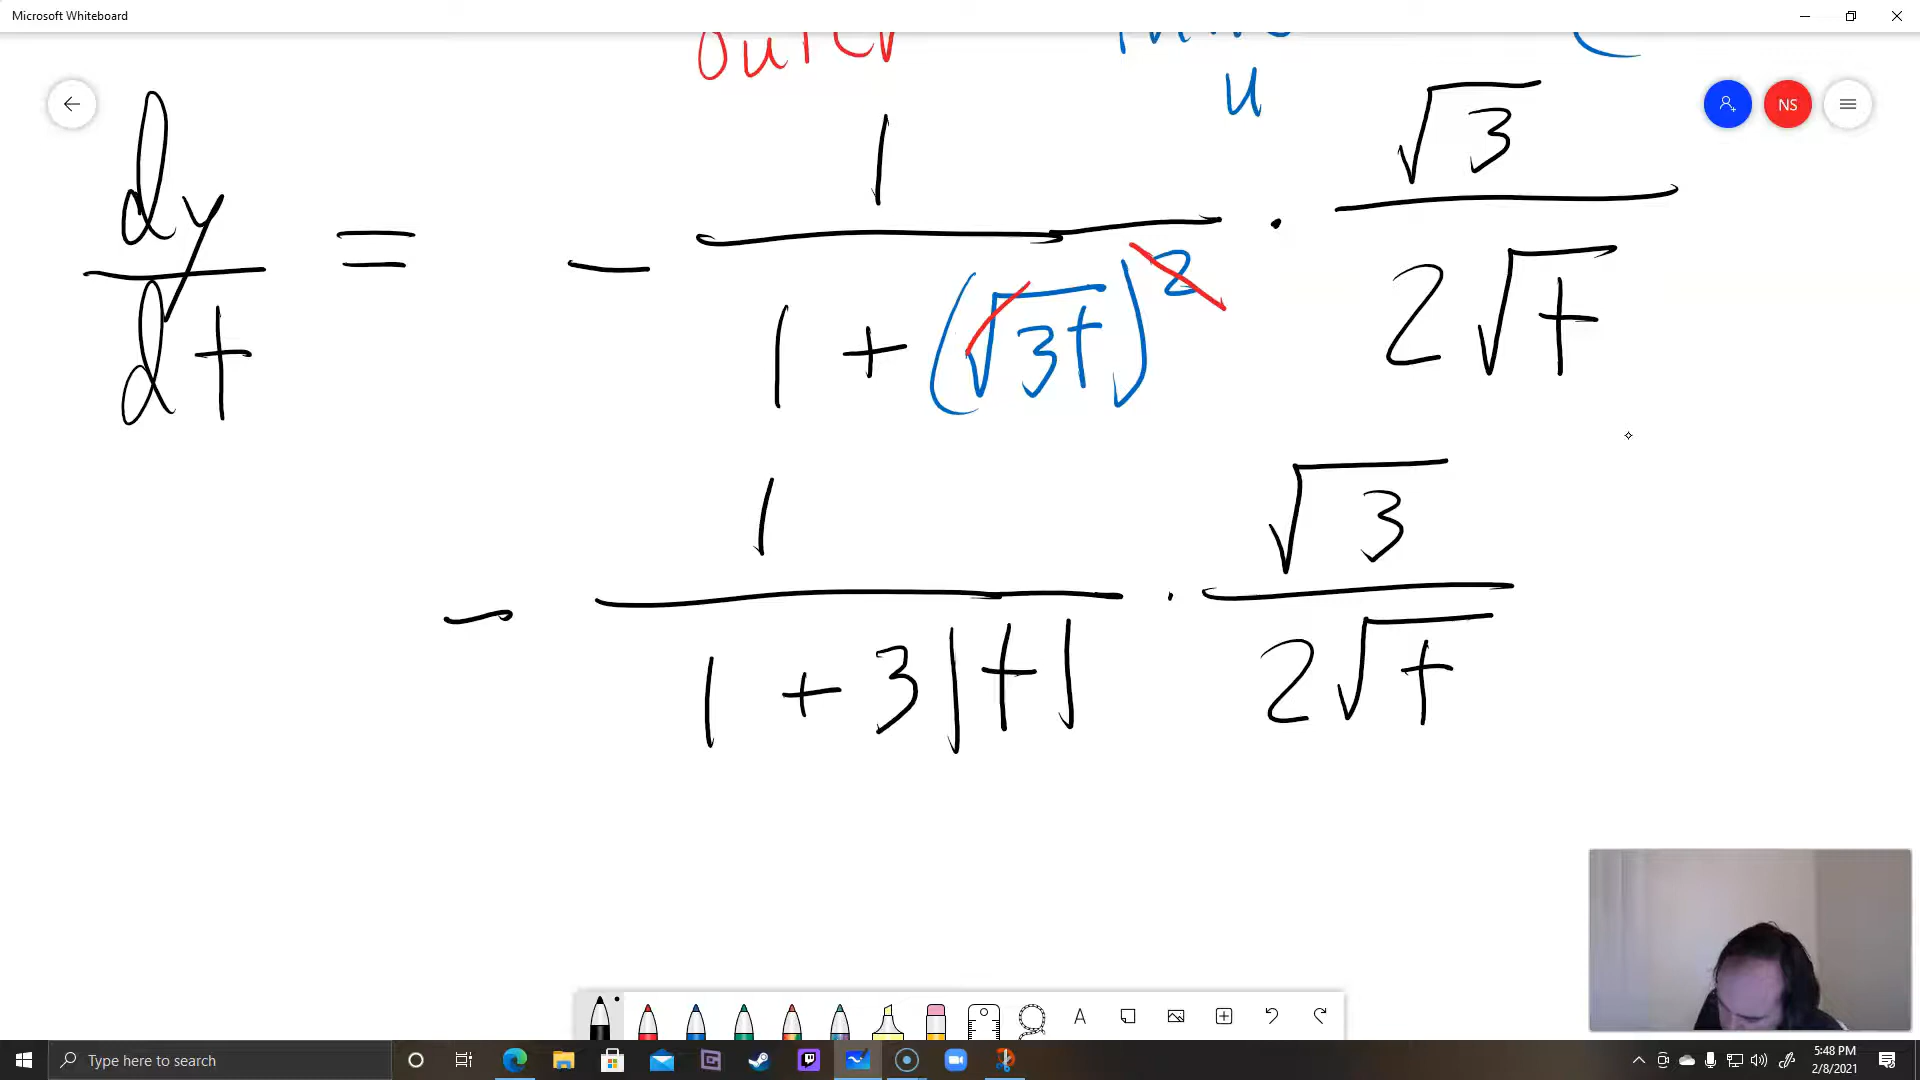 Microsoft Whiteboard
outer
u
NS
dy/dt = - 1/(1 + (√3t)^2) · √3/(2√t)
- 1/(1 + 3|t|) · √3/(2√t)
A
Type here to search
5:48 PM
2/8/2021